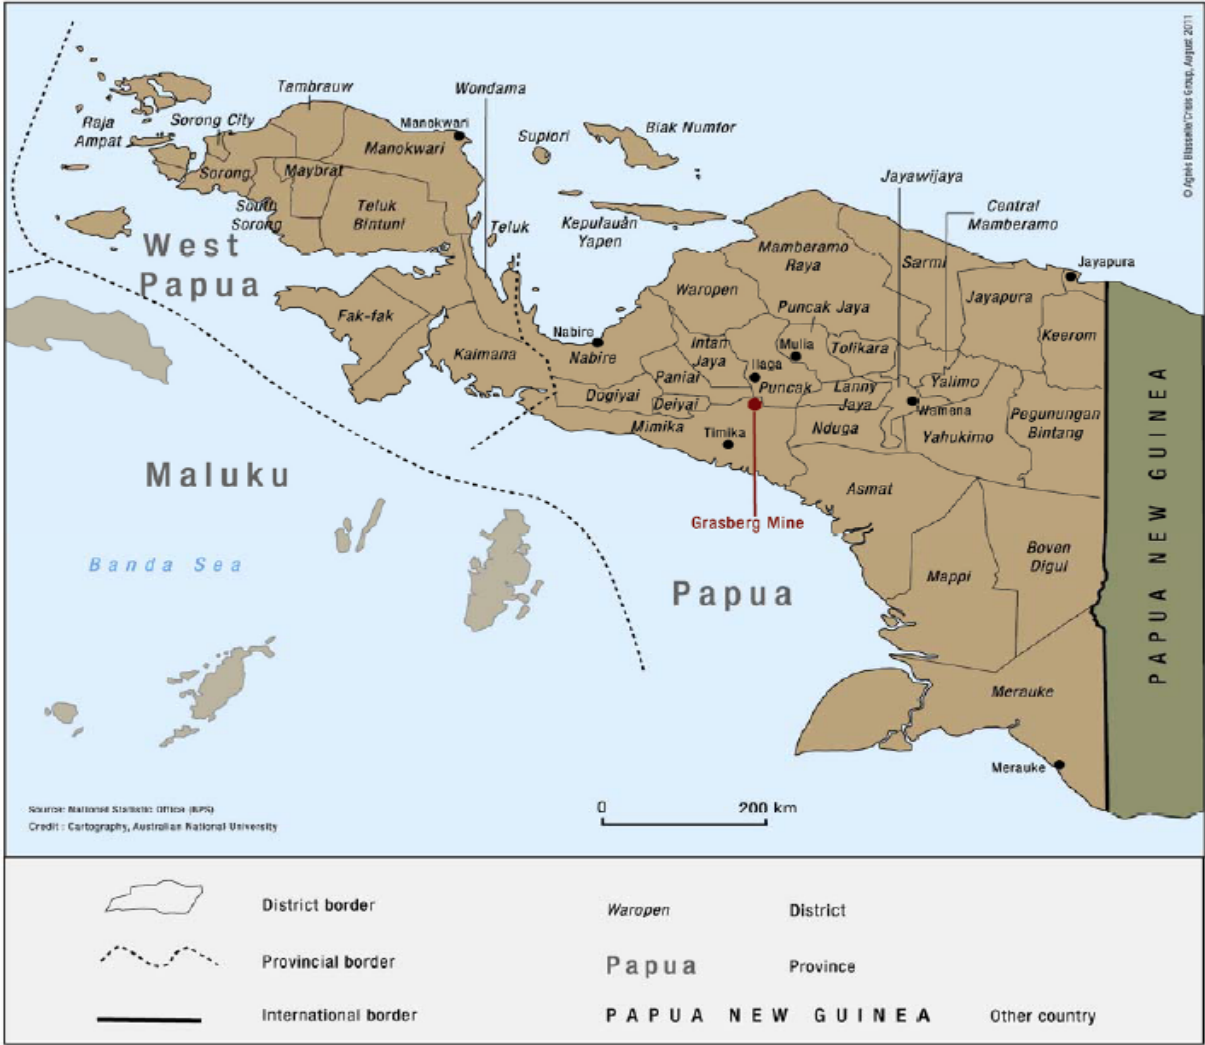 © Agnès Blasselle/Crisis Group, August 2011
Tambrauw
Wondama
Raja
Ampat
Sorong City
Manokwari
Manokwari
Supiori
Biak Numfor
Sorong
Maybrat
Jayawijaya
South
Sorong
Teluk
Bintuni
Teluk
Kepulauan
Yapen
Central
Mamberamo
West
Papua
Mamberamo
Raya
Sarmi
Jayapura
Waropen
Jayapura
Puncak Jaya
Fak-fak
Nabire
Keerom
Kaimana
Nabire
Intan
Jaya
Mulia
Tolikara
Ilaga
Paniai
Puncak
Lanny
Jaya
Yalimo
Dogiyai
Deiyai
Wamena
Pegunungan
Bintang
Mimika
Timika
Nduga
Yahukimo
PAPUA NEW GUINEA
Maluku
Asmat
Grasberg Mine
Banda Sea
Boven
Digul
Mappi
Papua
Merauke
Merauke
Source: National Statistic Office (BPS)
Credit : Cartography, Australian National University
0 200 km
District border
Waropen District
Provincial border
Papua Province
International border
PAPUA NEW GUINEA Other country